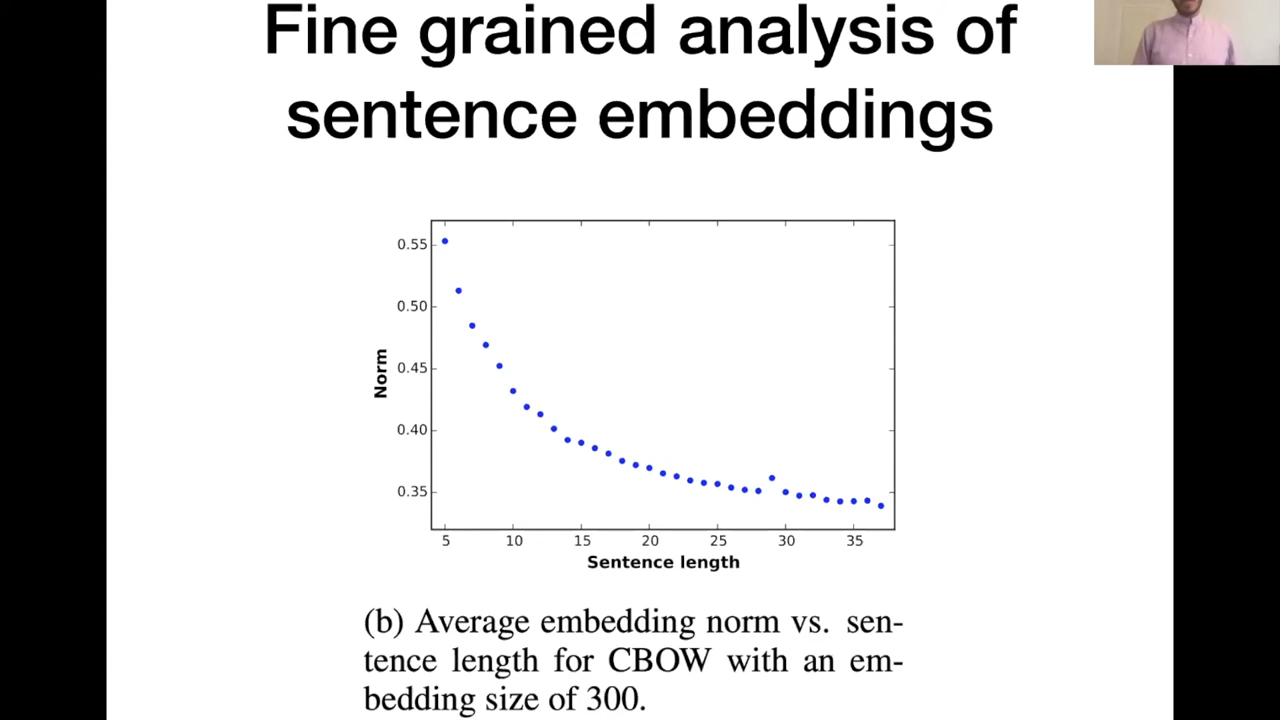 Fine grained analysis of
sentence embeddings
0.55
0.50
0.45
0.40
0.35
Norm
5 10 15 20 25 30 35
Sentence length
(b) Average embedding norm vs. sen-
tence length for CBOW with an em-
bedding size of 300.